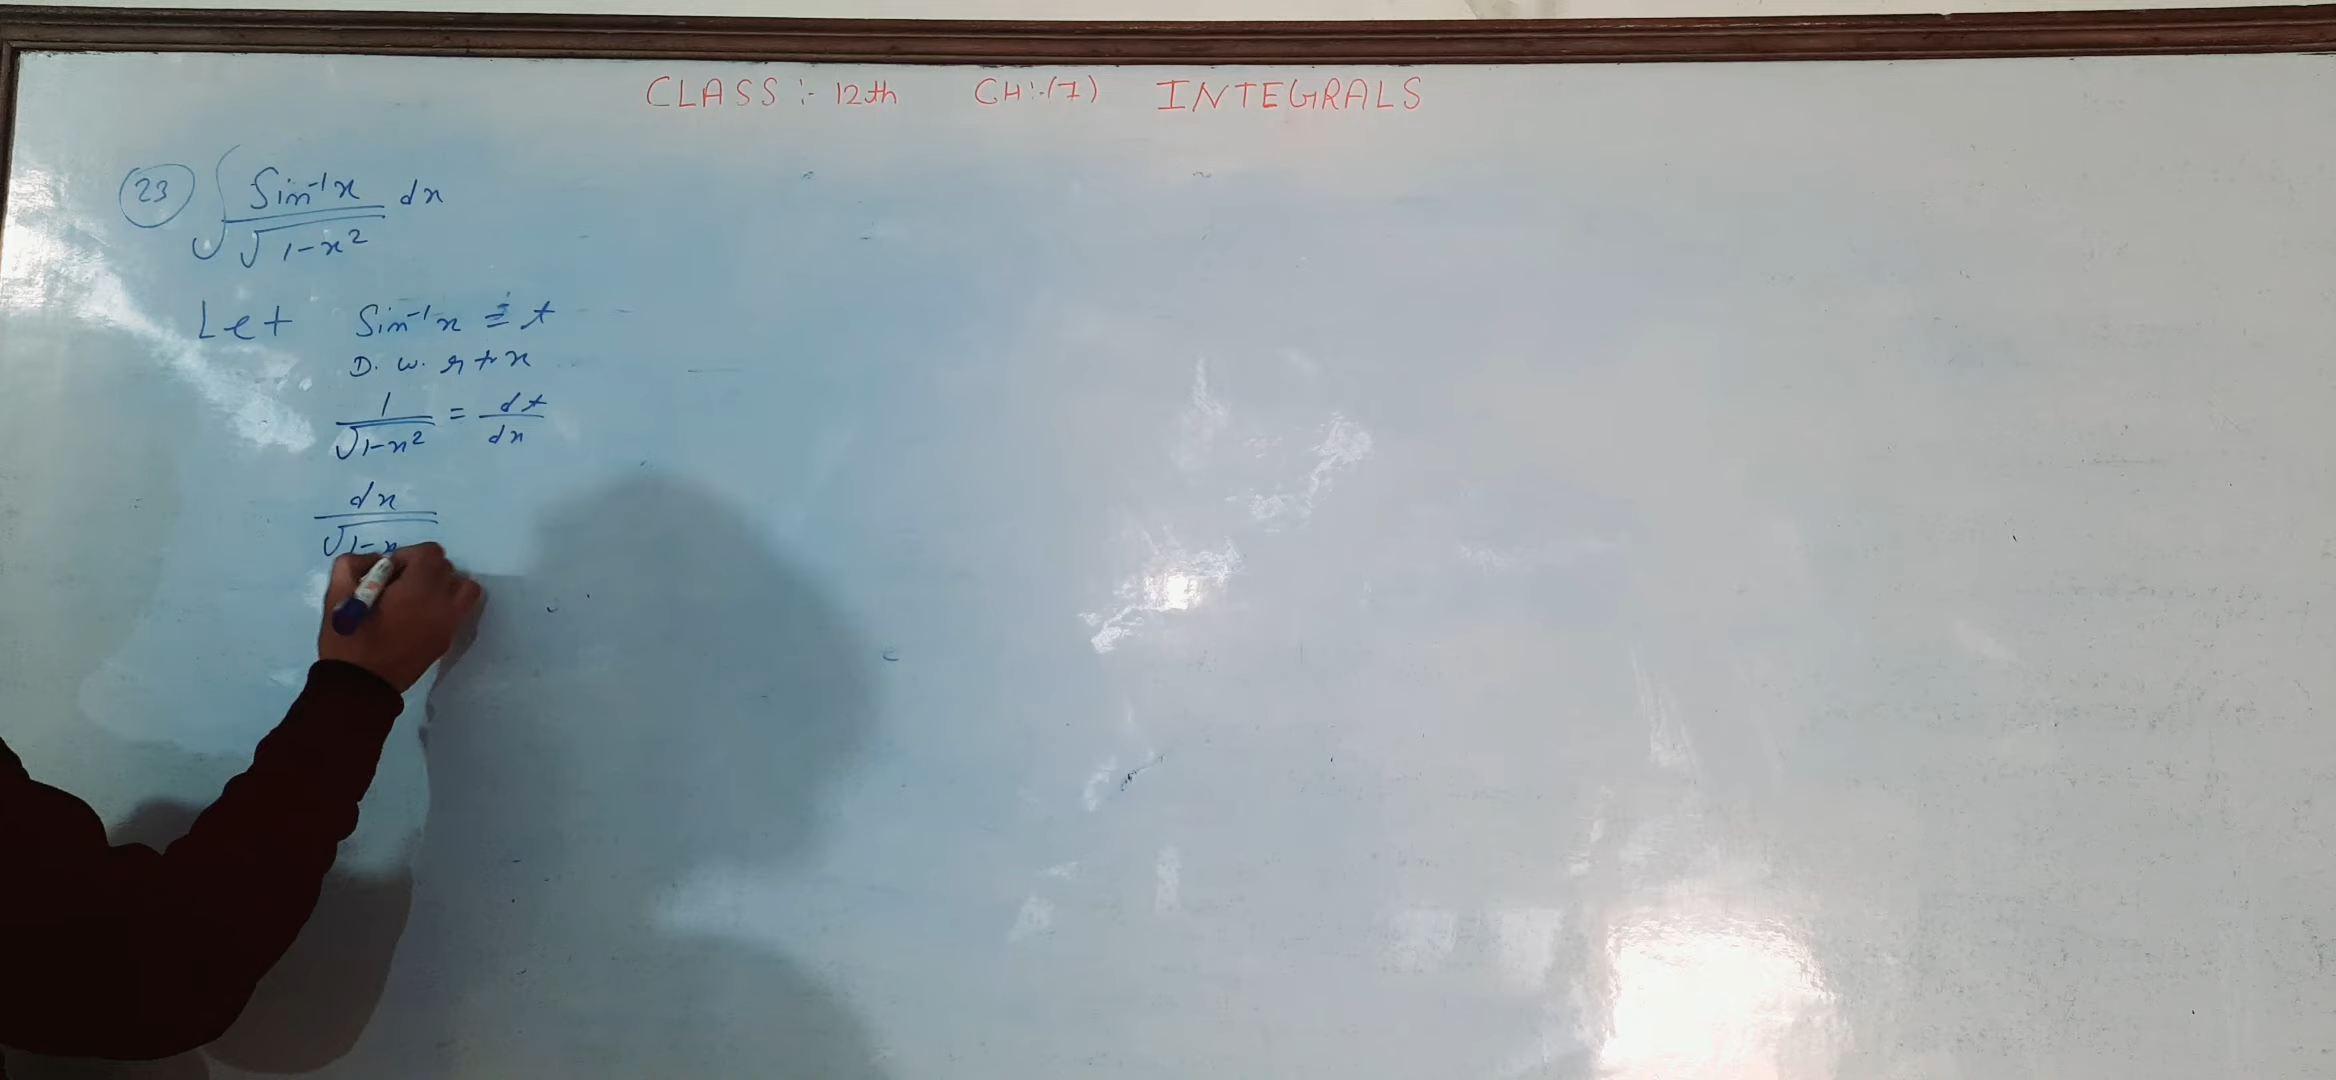 CLASS :- 12th CH:-(7) INTEGRALS
(23) ∫ Sin⁻¹x / √1-x² dx
Let Sin⁻¹x = t
D. w. r t x
1 / √1-x² = dt / dx
dx / √1-x